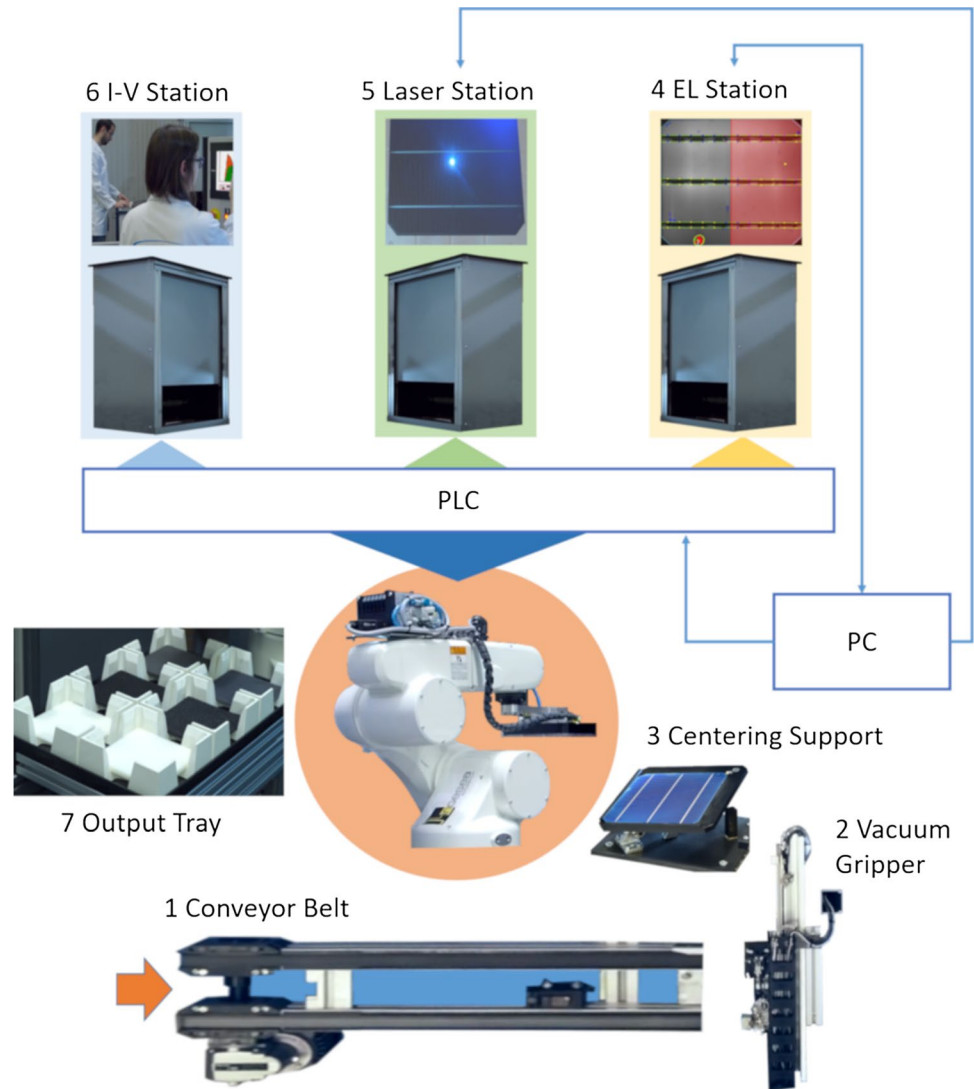 6 I-V Station
5 Laser Station
4 EL Station
PLC
PC
3 Centering Support
7 Output Tray
2 Vacuum
Gripper
1 Conveyor Belt